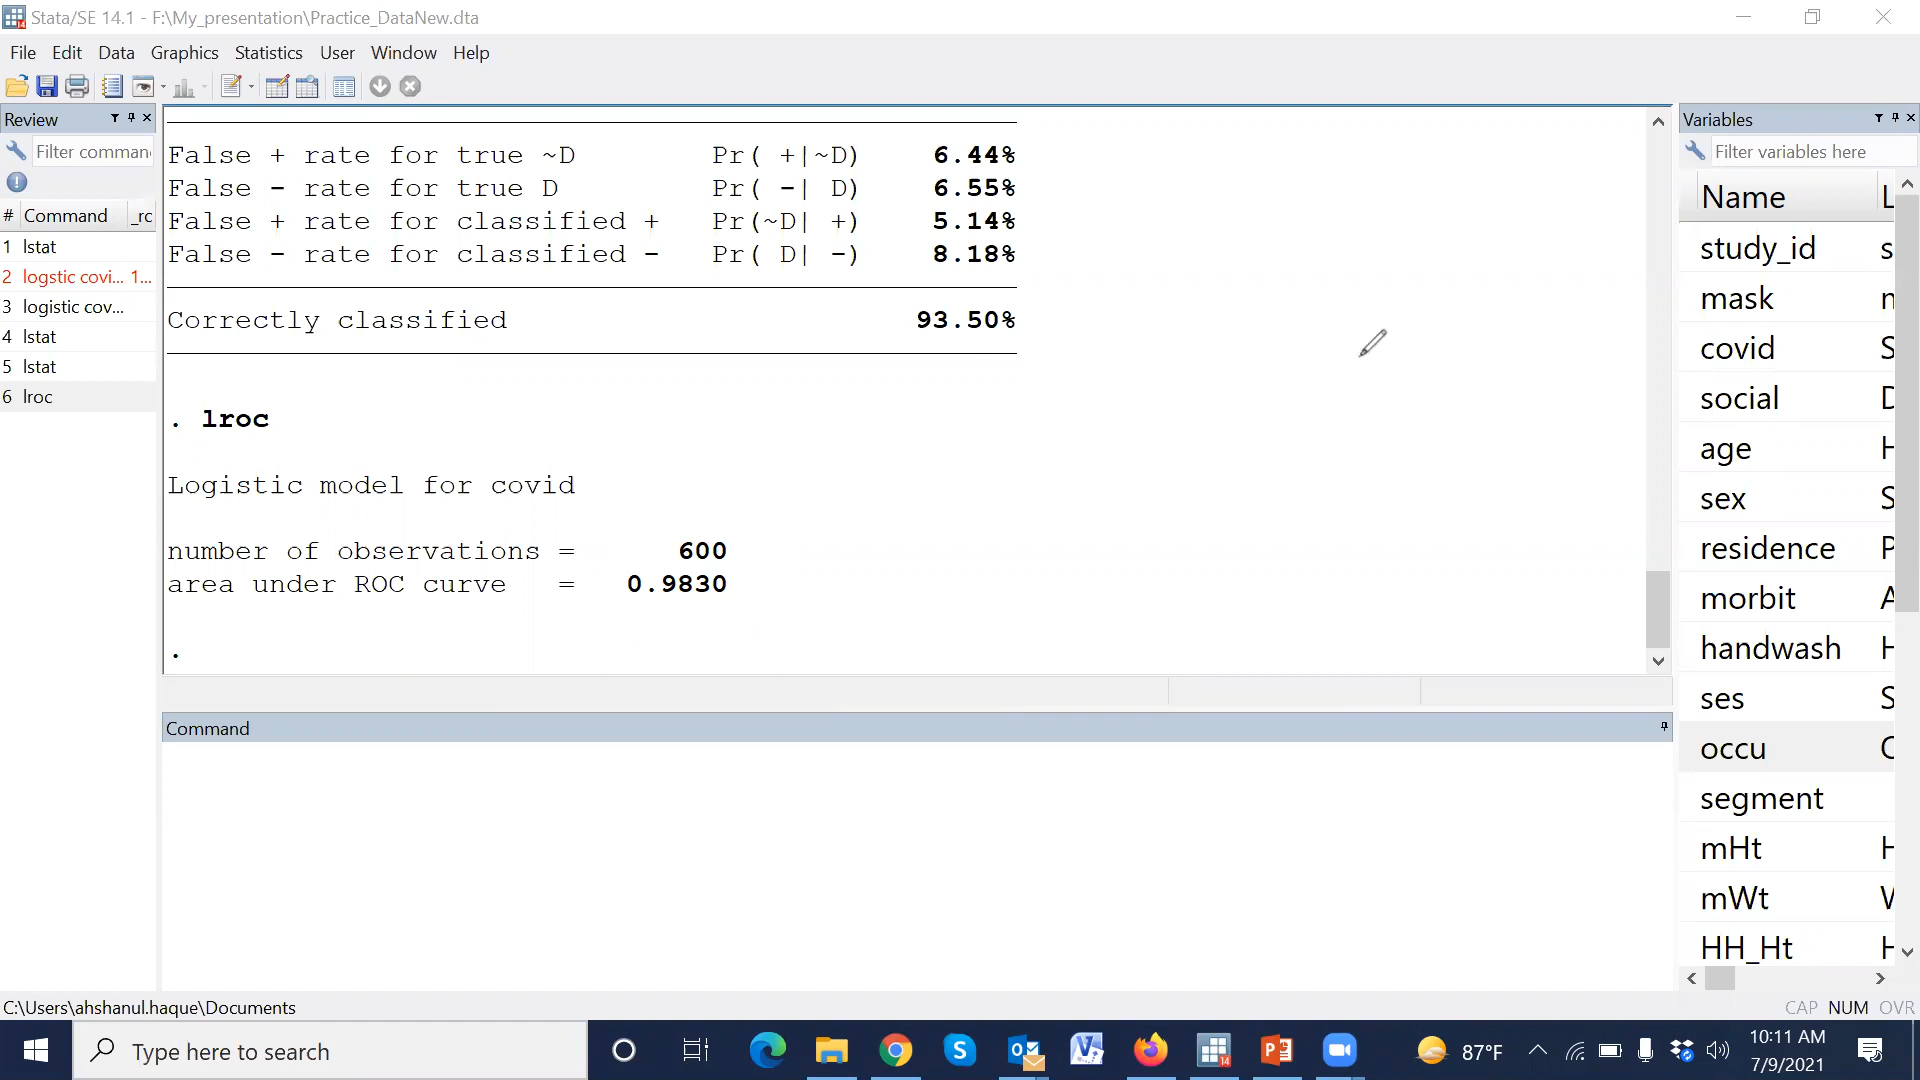 Stata/SE 14.1 - F:\My_presentation\Practice_DataNew.dta
File Edit Data Graphics Statistics User Window Help
Review
Filter comman
# Command _rc
1 lstat
2 logstic covi... 1...
3 logistic cov...
4 lstat
5 lstat
6 lroc
False + rate for true ~D Pr( +|~D) 6.44%
False - rate for true D Pr( -| D) 6.55%
False + rate for classified + Pr(~D| +) 5.14%
False - rate for classified - Pr( D| -) 8.18%
Correctly classified 93.50%
. lroc
Logistic model for covid
number of observations = 600
area under ROC curve = 0.9830
.
Command
Variables
Filter variables here
Name L
study_id s
mask m
covid S
social D
age H
sex S
residence P
morbit A
handwash H
ses S
occu O
segment
mHt H
mWt W
HH_Ht H
C:\Users\ahshanul.haque\Documents
CAP NUM OVR
Type here to search
87°F
10:11 AM
7/9/2021